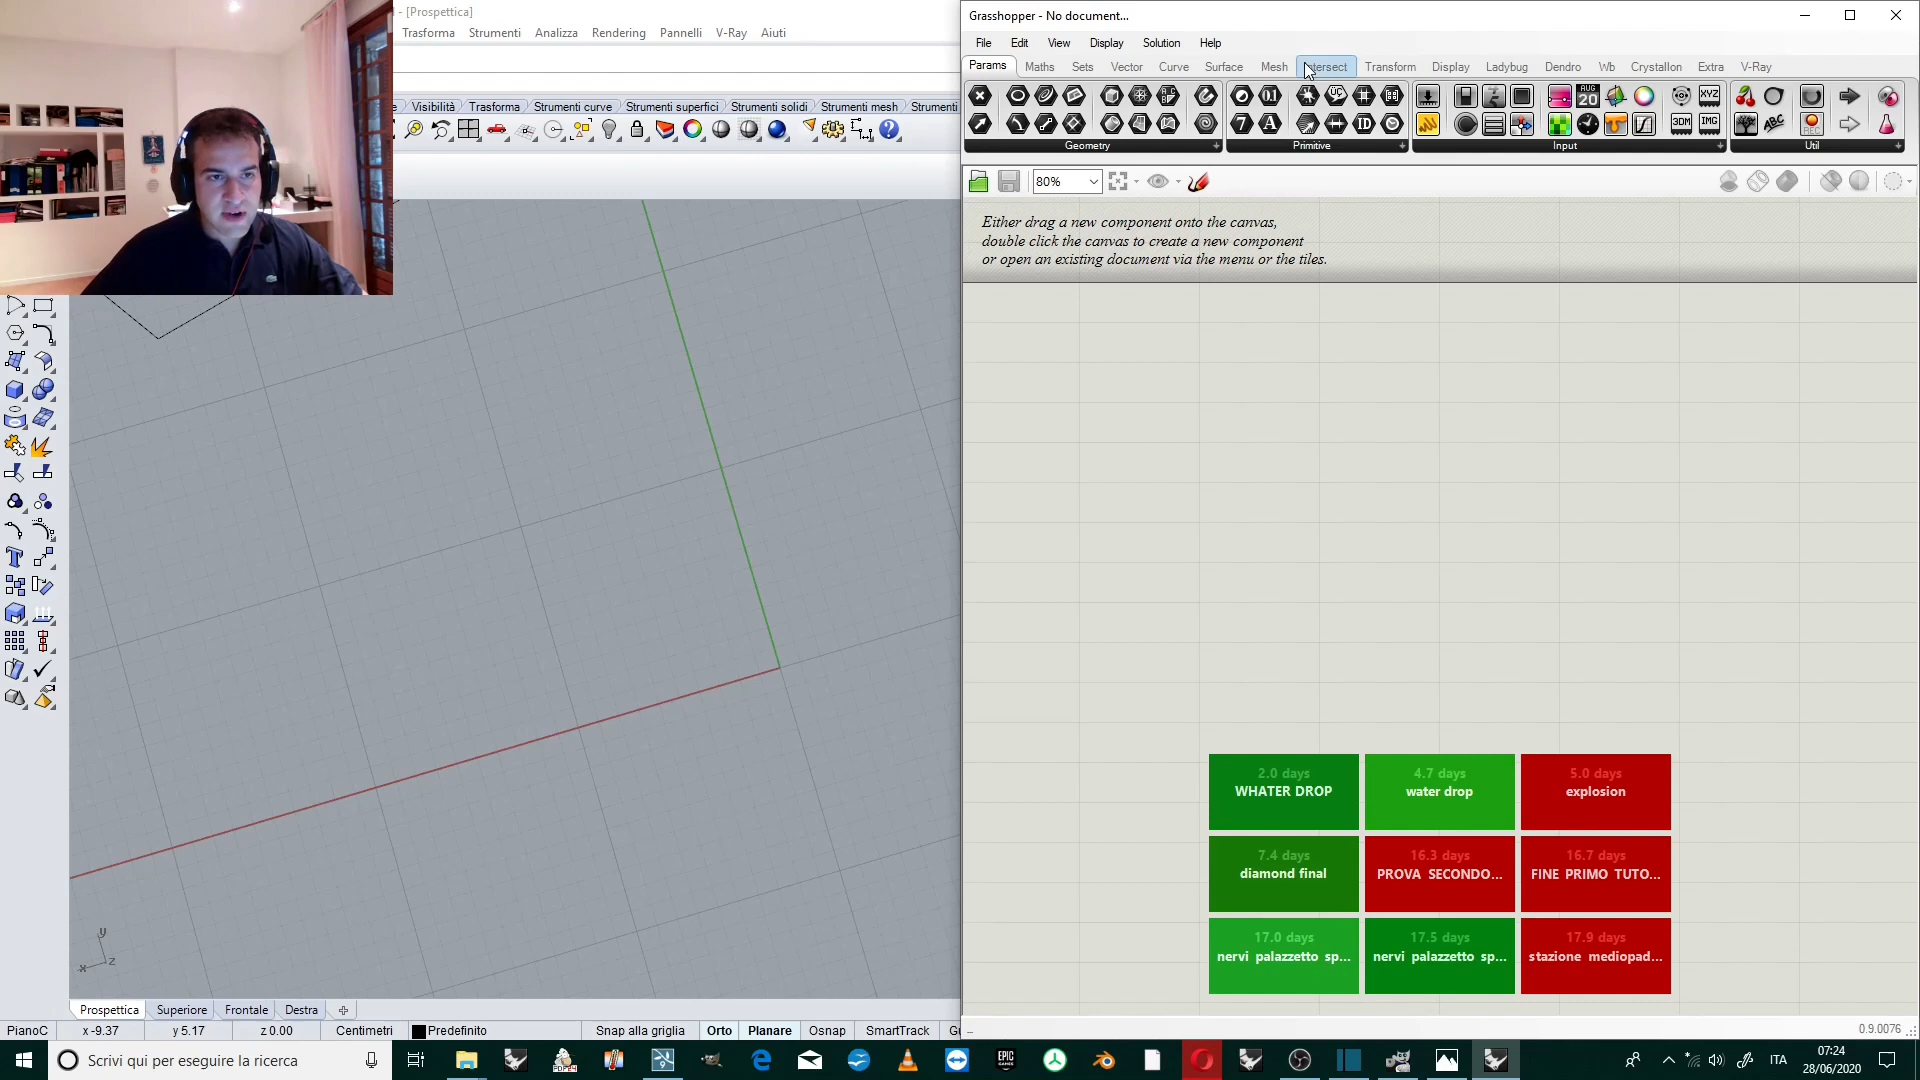 - [Prospettica]
Trasforma Strumenti Analizza Rendering Pannelli V-Ray Aiuti
Visibilità Trasforma Strumenti curve Strumenti superfici Strumenti solidi Strumenti mesh Strumenti
Prospettica Superiore Frontale Destra
PianoC x -9.37 y 5.17 z 0.00 Centimetri Predefinito Snap alla griglia Orto Planare Osnap SmartTrack
y
x z
Grasshopper - No document...
File Edit View Display Solution Help
Params Maths Sets Vector Curve Surface Mesh Transform Display Ladybug Dendro Wb Crystallon Extra V-Ray
Geometry Primitive Input Util
80%
Either drag a new component onto the canvas,
double click the canvas to create a new component
or open an existing document via the menu or the tiles.
2.0 days
WHATER DROP
4.7 days
water drop
5.0 days
explosion
7.4 days
diamond final
16.3 days
PROVA SECONDO...
16.7 days
FINE PRIMO TUTO...
17.0 days
nervi palazzetto sp...
17.5 days
nervi palazzetto sp...
17.9 days
stazione mediopad...
0.9.0076
Scrivi qui per eseguire la ricerca
ITA
07:24
28/06/2020